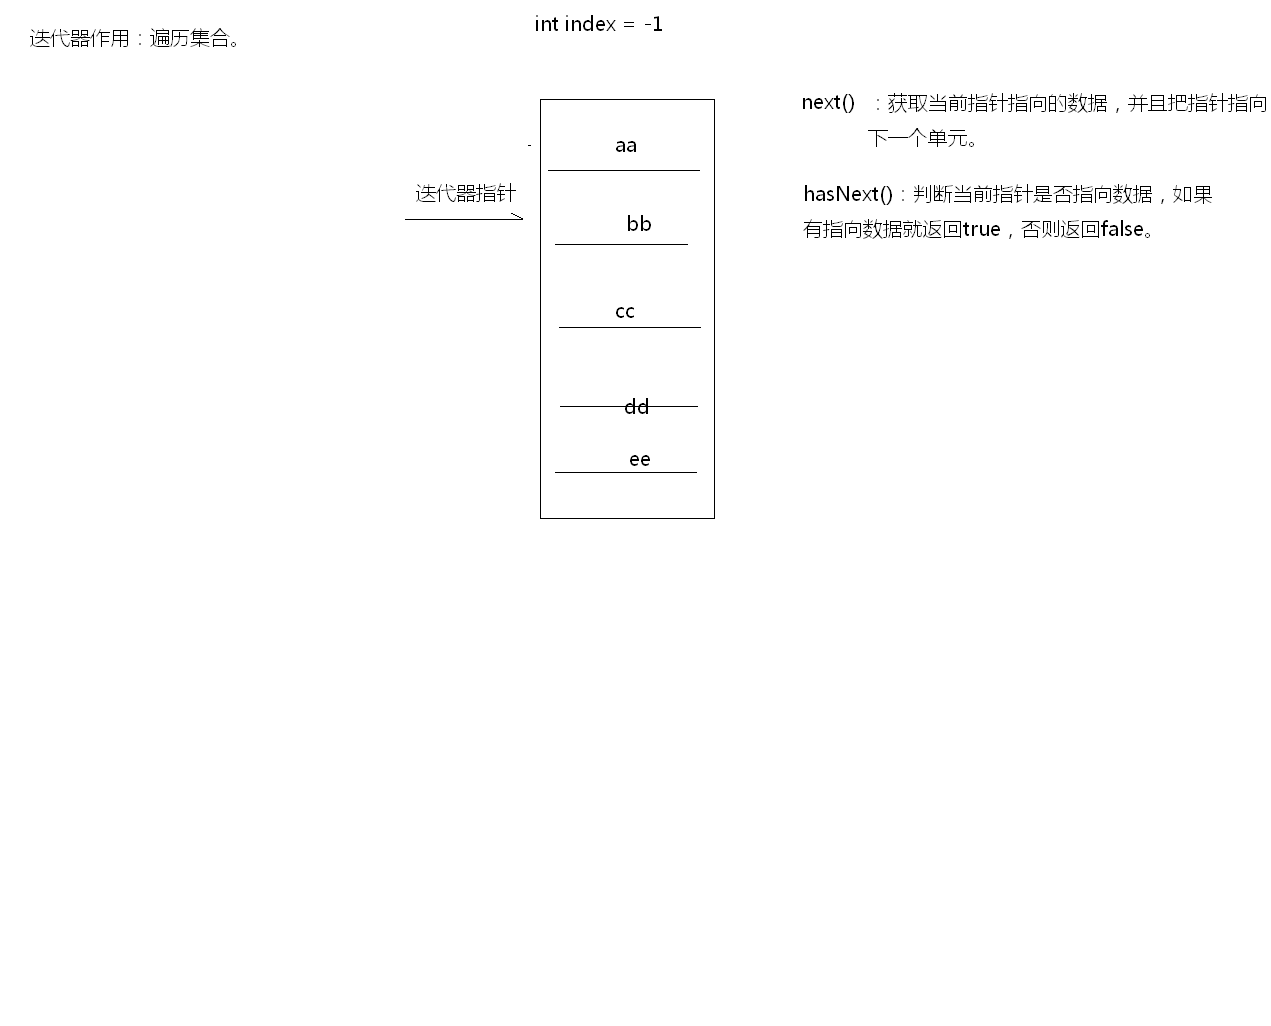 迭代器作用：遍历集合。
int index = -1
next() ：获取当前指针指向的数据，并且把指针指向
下一个单元。
hasNext()：判断当前指针是否指向数据，如果
有指向数据就返回true，否则返回false。
迭代器指针
aa
bb
cc
dd
ee